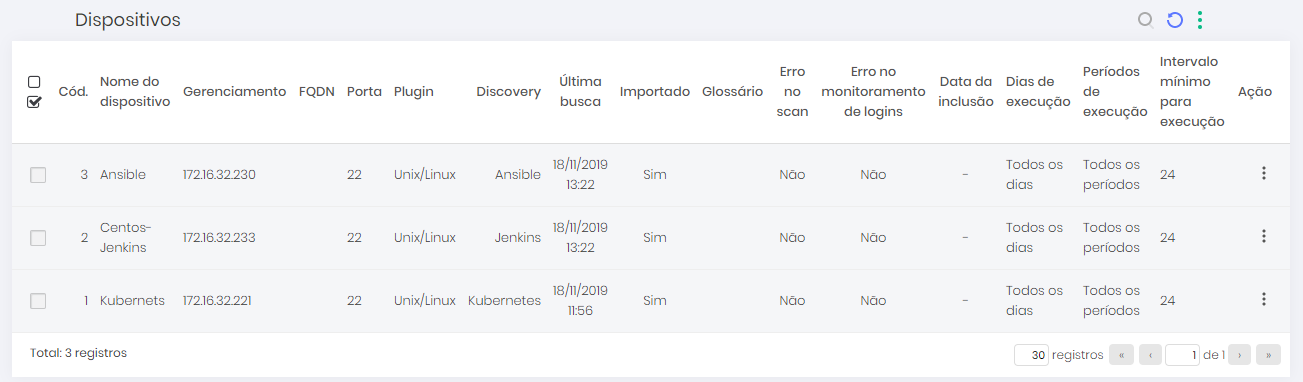 Dispositivos
Cód. Nome do dispositivo Gerenciamento FQDN Porta Plugin Discovery Última busca Importado Glossário Erro no scan Erro no monitoramento de logins Data da inclusão Dias de execução Períodos de execução Intervalo mínimo para execução Ação
3 Ansible 172.16.32.230 22 Unix/Linux Ansible 18/11/2019 13:22 Sim Não Não - Todos os dias Todos os períodos 24
2 Centos-Jenkins 172.16.32.233 22 Unix/Linux Jenkins 18/11/2019 13:22 Sim Não Não - Todos os dias Todos os períodos 24
1 Kubernets 172.16.32.221 22 Unix/Linux Kubernetes 18/11/2019 11:56 Sim Não Não - Todos os dias Todos os períodos 24
Total: 3 registros 30 registros « ‹ 1 de 1 › »